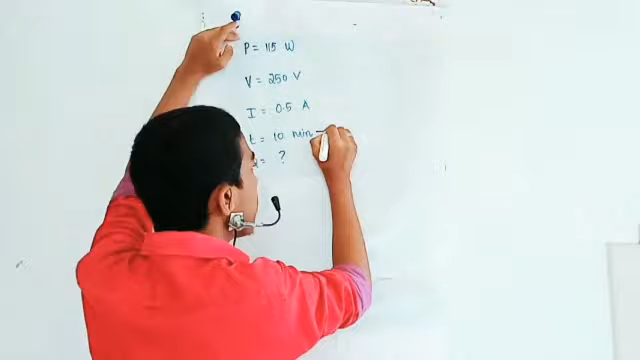 P = 115 W
V = 250 V
I = 0.5 A
t = 10 min
= ?